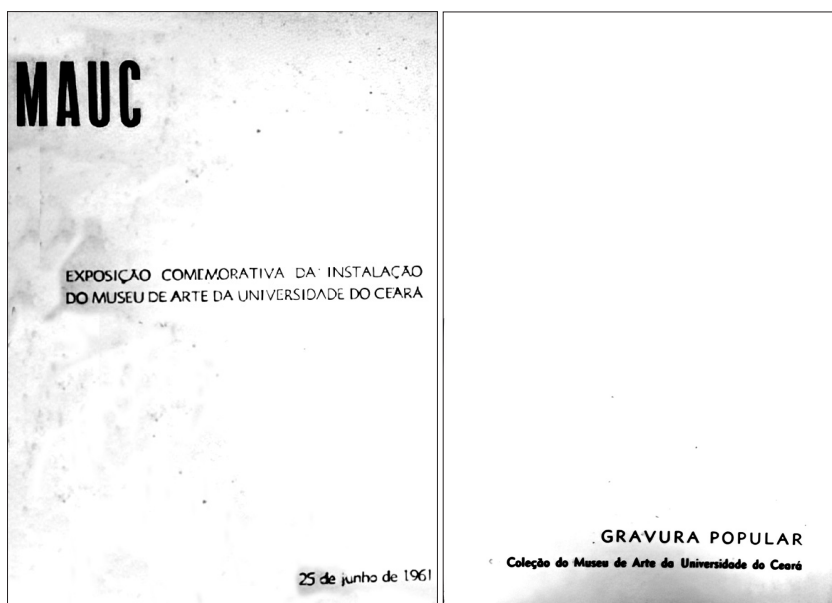 MAUC
EXPOSIÇÃO COMEMORATIVA DA INSTALAÇÃO
DO MUSEU DE ARTE DA UNIVERSIDADE DO CEARÁ
25 de junho de 1961
GRAVURA POPULAR
Coleção do Museu de Arte da Universidade do Ceará